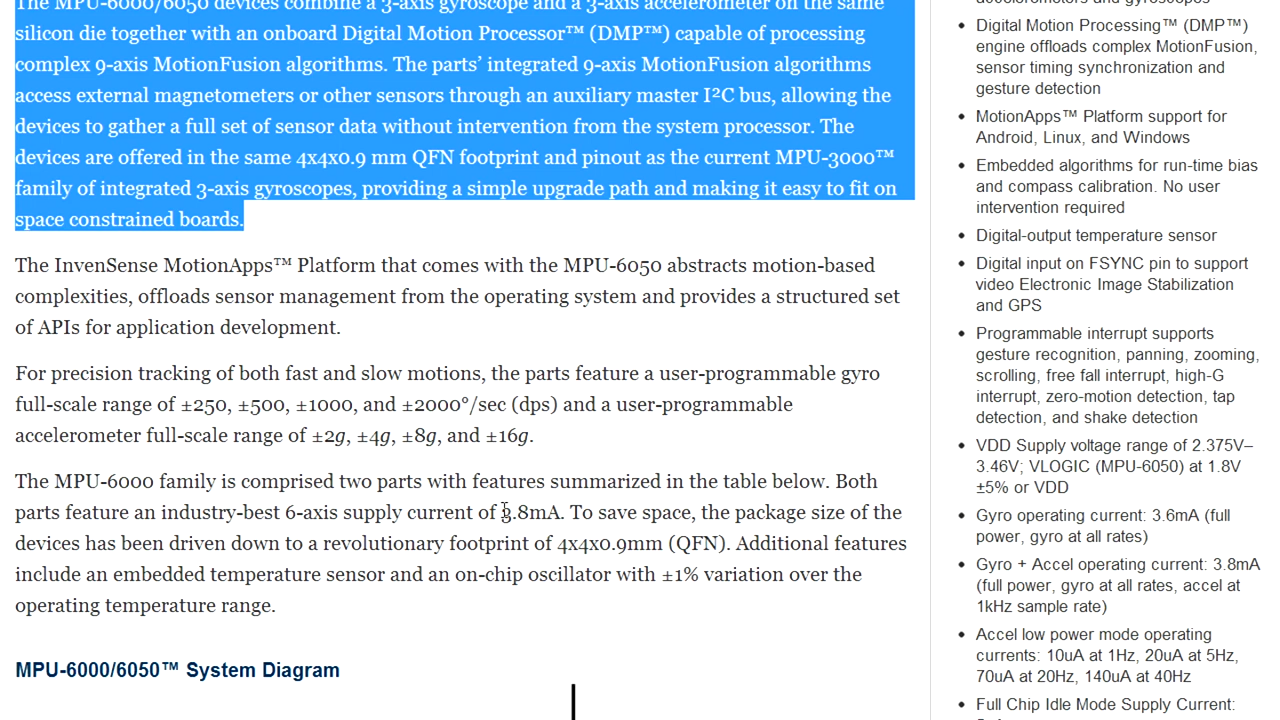 The MPU-6000/6050 devices combine a 3-axis gyroscope and a 3-axis accelerometer on the same
silicon die together with an onboard Digital Motion Processor™ (DMP™) capable of processing
complex 9-axis MotionFusion algorithms. The parts’ integrated 9-axis MotionFusion algorithms
access external magnetometers or other sensors through an auxiliary master I²C bus, allowing the
devices to gather a full set of sensor data without intervention from the system processor. The
devices are offered in the same 4x4x0.9 mm QFN footprint and pinout as the current MPU-3000™
family of integrated 3-axis gyroscopes, providing a simple upgrade path and making it easy to fit on
space constrained boards.
The InvenSense MotionApps™ Platform that comes with the MPU-6050 abstracts motion-based
complexities, offloads sensor management from the operating system and provides a structured set
of APIs for application development.
For precision tracking of both fast and slow motions, the parts feature a user-programmable gyro
full-scale range of ±250, ±500, ±1000, and ±2000°/sec (dps) and a user-programmable
accelerometer full-scale range of ±2g, ±4g, ±8g, and ±16g.
The MPU-6000 family is comprised two parts with features summarized in the table below. Both
parts feature an industry-best 6-axis supply current of 3.8mA. To save space, the package size of the
devices has been driven down to a revolutionary footprint of 4x4x0.9mm (QFN). Additional features
include an embedded temperature sensor and an on-chip oscillator with ±1% variation over the
operating temperature range.
MPU-6000/6050™ System Diagram
accelerometers and gyroscopes
• Digital Motion Processing™ (DMP™)
engine offloads complex MotionFusion,
sensor timing synchronization and
gesture detection
• MotionApps™ Platform support for
Android, Linux, and Windows
• Embedded algorithms for run-time bias
and compass calibration. No user
intervention required
• Digital-output temperature sensor
• Digital input on FSYNC pin to support
video Electronic Image Stabilization
and GPS
• Programmable interrupt supports
gesture recognition, panning, zooming,
scrolling, free fall interrupt, high-G
interrupt, zero-motion detection, tap
detection, and shake detection
• VDD Supply voltage range of 2.375V–
3.46V; VLOGIC (MPU-6050) at 1.8V
±5% or VDD
• Gyro operating current: 3.6mA (full
power, gyro at all rates)
• Gyro + Accel operating current: 3.8mA
(full power, gyro at all rates, accel at
1kHz sample rate)
• Accel low power mode operating
currents: 10uA at 1Hz, 20uA at 5Hz,
70uA at 20Hz, 140uA at 40Hz
• Full Chip Idle Mode Supply Current: